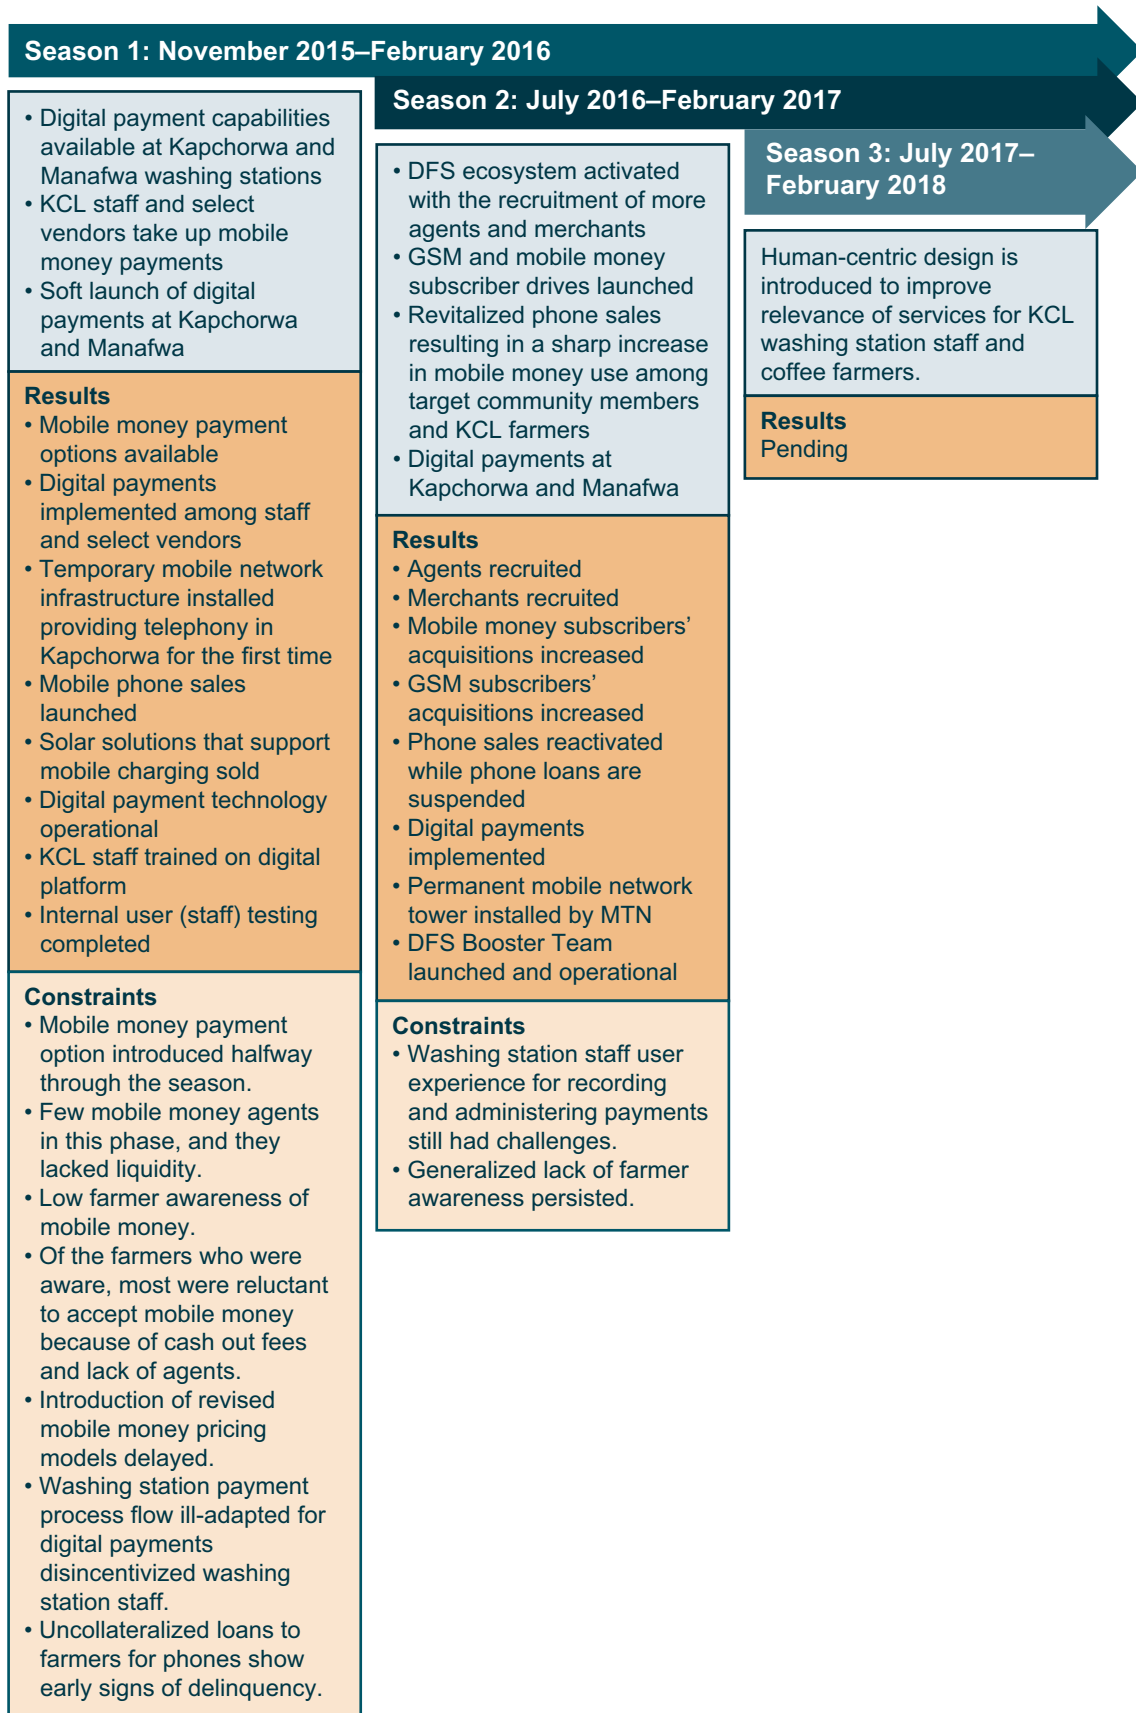 Season 1: November 2015–February 2016
• Digital payment capabilities
available at Kapchorwa and
Manafwa washing stations
• KCL staff and select
vendors take up mobile
money payments
• Soft launch of digital
payments at Kapchorwa
and Manafwa
Results
• Mobile money payment
options available
• Digital payments
implemented among staff
and select vendors
• Temporary mobile network
infrastructure installed
providing telephony in
Kapchorwa for the first time
• Mobile phone sales
launched
• Solar solutions that support
mobile charging sold
• Digital payment technology
operational
• KCL staff trained on digital
platform
• Internal user (staff) testing
completed
Constraints
• Mobile money payment
option introduced halfway
through the season.
• Few mobile money agents
in this phase, and they
lacked liquidity.
• Low farmer awareness of
mobile money.
• Of the farmers who were
aware, most were reluctant
to accept mobile money
because of cash out fees
and lack of agents.
• Introduction of revised
mobile money pricing
models delayed.
• Washing station payment
process flow ill-adapted for
digital payments
disincentivized washing
station staff.
• Uncollateralized loans to
farmers for phones show
early signs of delinquency.
Season 2: July 2016–February 2017
• DFS ecosystem activated
with the recruitment of more
agents and merchants
• GSM and mobile money
subscriber drives launched
• Revitalized phone sales
resulting in a sharp increase
in mobile money use among
target community members
and KCL farmers
• Digital payments at
Kapchorwa and Manafwa
Results
• Agents recruited
• Merchants recruited
• Mobile money subscribers’
acquisitions increased
• GSM subscribers’
acquisitions increased
• Phone sales reactivated
while phone loans are
suspended
• Digital payments
implemented
• Permanent mobile network
tower installed by MTN
• DFS Booster Team
launched and operational
Constraints
• Washing station staff user
experience for recording
and administering payments
still had challenges.
• Generalized lack of farmer
awareness persisted.
Season 3: July 2017–
February 2018
Human-centric design is
introduced to improve
relevance of services for KCL
washing station staff and
coffee farmers.
Results
Pending